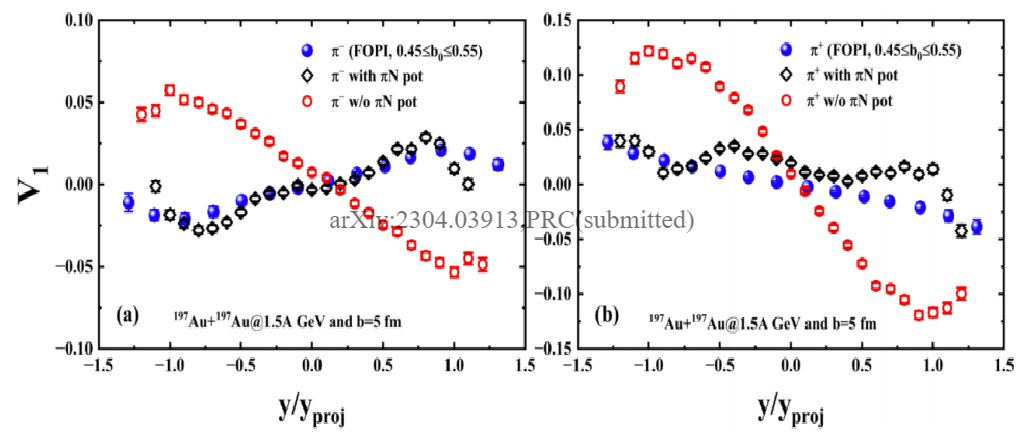 V₁
0.10
0.05
0.00
−0.05
−0.10
π⁻ (FOPI, 0.45≤b₀≤0.55)
π⁻ with πN pot
π⁻ w/o πN pot
(a)
¹⁹⁷Au+¹⁹⁷Au@1.5A GeV and b=5 fm
−1.5 −1.0 −0.5 0.0 0.5 1.0 1.5
y/y_proj
0.15
0.10
0.05
0.00
−0.05
−0.10
−0.15
π⁺ (FOPI, 0.45≤b₀≤0.55)
π⁺ with πN pot
π⁺ w/o πN pot
(b)
¹⁹⁷Au+¹⁹⁷Au@1.5A GeV and b=5 fm
−1.5 −1.0 −0.5 0.0 0.5 1.0 1.5
y/y_proj
arXiv:2304.03913,PRC(submitted)